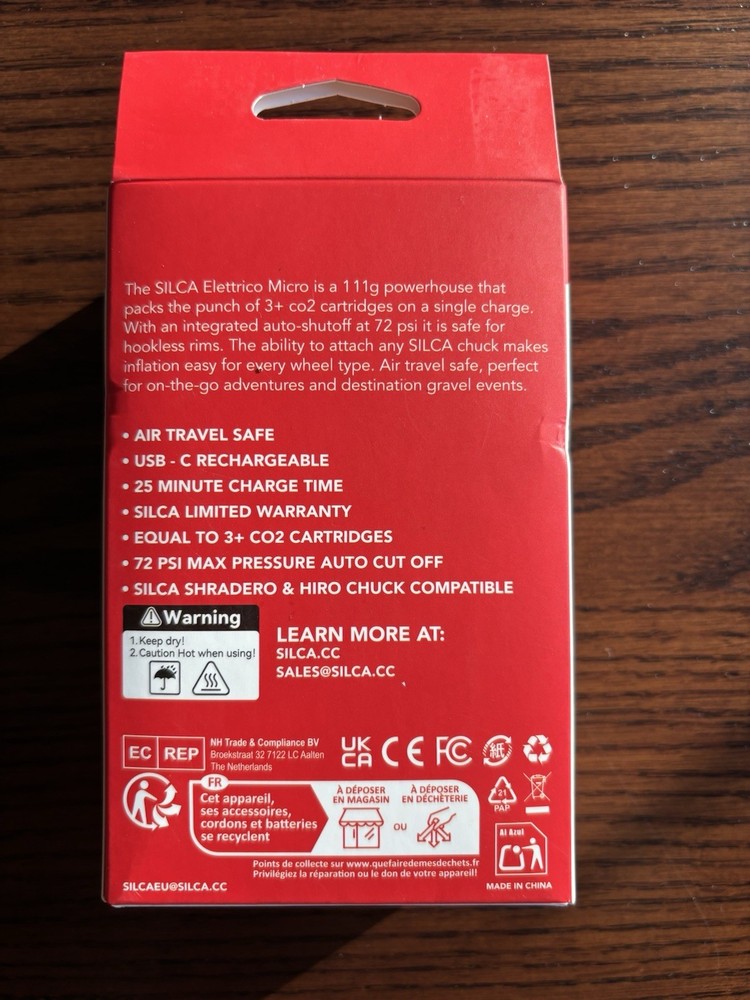 The SILCA Elettrico Micro is a 111g powerhouse that
packs the punch of 3+ co2 cartridges on a single charge.
With an integrated auto-shutoff at 72 psi it is safe for
hookless rims. The ability to attach any SILCA chuck makes
inflation easy for every wheel type. Air travel safe, perfect
for on-the-go adventures and destination gravel events.
• AIR TRAVEL SAFE
• USB - C RECHARGEABLE
• 25 MINUTE CHARGE TIME
• SILCA LIMITED WARRANTY
• EQUAL TO 3+ CO2 CARTRIDGES
• 72 PSI MAX PRESSURE AUTO CUT OFF
• SILCA SHRADERO & HIRO CHUCK COMPATIBLE
Warning
1.Keep dry!
2.Caution Hot when using!
LEARN MORE AT:
SILCA.CC
SALES@SILCA.CC
EC REP
NH Trade & Compliance BV
Broekstraat 32 7122 LC Aalten
The Netherlands
UK CA CE FC 紙
21
PAP
FR
Cet appareil,
ses accessoires,
cordons et batteries
se recyclent
À DÉPOSER
EN MAGASIN
OU
À DÉPOSER
EN DÉCHÈTERIE
Points de collecte sur www.quefairedemesdechets.fr
Privilégiez la réparation ou le don de votre appareil!
Al Azul
SILCAEU@SILCA.CC
MADE IN CHINA